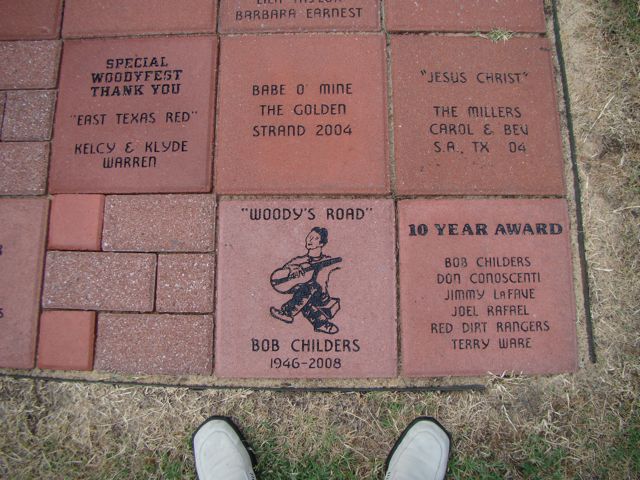 BARBARA EARNEST
SPECIAL
WOODYFEST
THANK YOU
"EAST TEXAS RED"
KELCY & KLYDE
WARREN
BABE O' MINE
THE GOLDEN
STRAND 2004
"JESUS CHRIST"
THE MILLERS
CAROL & BEV
S.A., TX 04
"WOODY'S ROAD"
BOB CHILDERS
1946-2008
10 YEAR AWARD
BOB CHILDERS
DON CONOSCENTI
JIMMY LAFAVE
JOEL RAFAEL
RED DIRT RANGERS
TERRY WARE